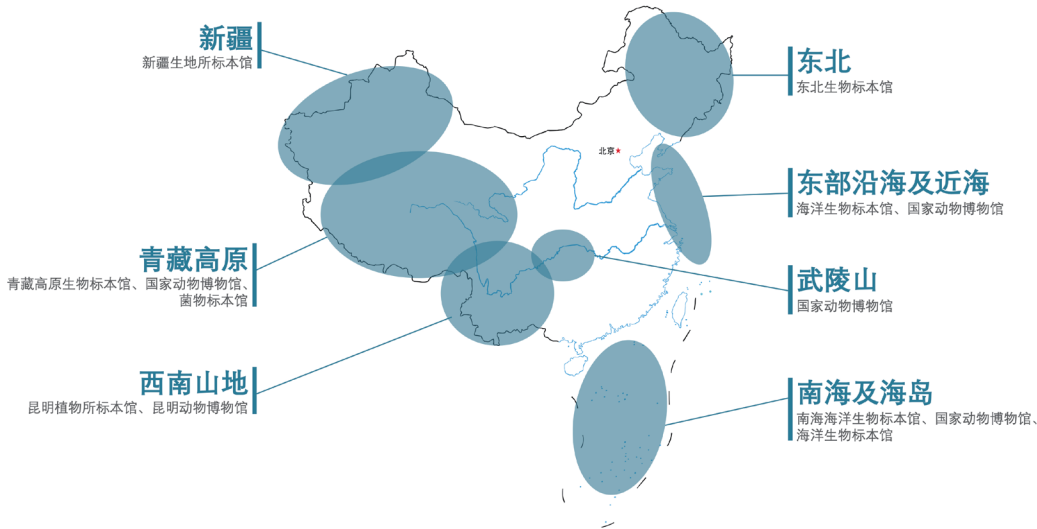 新疆
新疆生地所标本馆
东北
东北生物标本馆
北京
东部沿海及近海
海洋生物标本馆、国家动物博物馆
青藏高原
青藏高原生物标本馆、国家动物博物馆、
菌物标本馆
武陵山
国家动物博物馆
西南山地
昆明植物所标本馆、昆明动物博物馆
南海及海岛
南海海洋生物标本馆、国家动物博物馆、
海洋生物标本馆